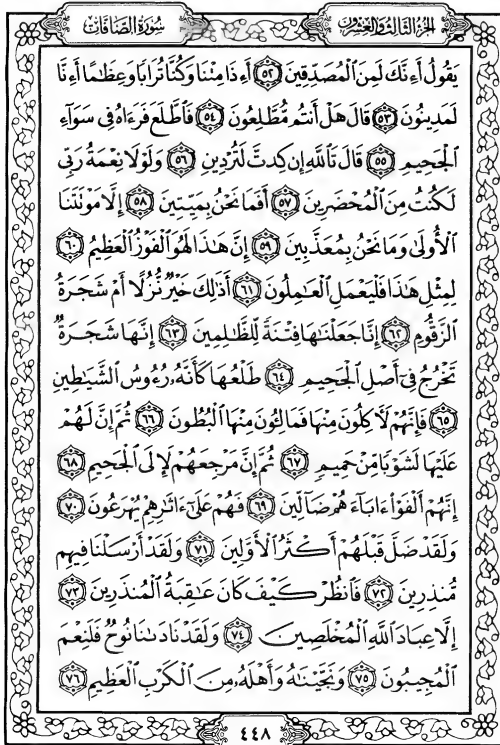 الجزء الثالث والعشرون
سورة الصافات
يَقُولُ أَءِنَّكَ لَمِنَ ٱلْمُصَدِّقِينَ ٥٢ أَءِذَا مِتْنَا وَكُنَّا تُرَابًا وَعِظَٰمًا أَءِنَّا
لَمَدِينُونَ ٥٣ قَالَ هَلْ أَنتُم مُّطَّلِعُونَ ٥٤ فَٱطَّلَعَ فَرَءَاهُ فِى سَوَآءِ
ٱلْجَحِيمِ ٥٥ قَالَ تَٱللَّهِ إِن كِدتَّ لَتُرْدِينِ ٥٦ وَلَوْلَا نِعْمَةُ رَبِّى
لَكُنتُ مِنَ ٱلْمُحْضَرِينَ ٥٧ أَفَمَا نَحْنُ بِمَيِّتِينَ ٥٨ إِلَّا مَوْتَتَنَا
ٱلْأُولَىٰ وَمَا نَحْنُ بِمُعَذَّبِينَ ٥٩ إِنَّ هَٰذَا لَهُوَ ٱلْفَوْزُ ٱلْعَظِيمُ ٦٠
لِمِثْلِ هَٰذَا فَلْيَعْمَلِ ٱلْعَٰمِلُونَ ٦١ أَذَٰلِكَ خَيْرٌ نُّزُلًا أَمْ شَجَرَةُ
ٱلزَّقُّومِ ٦٢ إِنَّا جَعَلْنَٰهَا فِتْنَةً لِّلظَّٰلِمِينَ ٦٣ إِنَّهَا شَجَرَةٌ
تَخْرُجُ فِىٓ أَصْلِ ٱلْجَحِيمِ ٦٤ طَلْعُهَا كَأَنَّهُۥ رُءُوسُ ٱلشَّيَٰطِينِ
٦٥ فَإِنَّهُمْ لَءَاكِلُونَ مِنْهَا فَمَالِـُٔونَ مِنْهَا ٱلْبُطُونَ ٦٦ ثُمَّ إِنَّ لَهُمْ
عَلَيْهَا لَشَوْبًا مِّنْ حَمِيمٍ ٦٧ ثُمَّ إِنَّ مَرْجِعَهُمْ لَإِلَى ٱلْجَحِيمِ ٦٨
إِنَّهُمْ أَلْفَوْا۟ ءَابَآءَهُمْ ضَآلِّينَ ٦٩ فَهُمْ عَلَىٰٓ ءَاثَٰرِهِمْ يُهْرَعُونَ ٧٠
وَلَقَدْ ضَلَّ قَبْلَهُمْ أَكْثَرُ ٱلْأَوَّلِينَ ٧١ وَلَقَدْ أَرْسَلْنَا فِيهِم
مُّنذِرِينَ ٧٢ فَٱنظُرْ كَيْفَ كَانَ عَٰقِبَةُ ٱلْمُنذَرِينَ ٧٣
إِلَّا عِبَادَ ٱللَّهِ ٱلْمُخْلَصِينَ ٧٤ وَلَقَدْ نَادَىٰنَا نُوحٌ فَلَنِعْمَ
ٱلْمُجِيبُونَ ٧٥ وَنَجَّيْنَٰهُ وَأَهْلَهُۥ مِنَ ٱلْكَرْبِ ٱلْعَظِيمِ ٧٦
٤٤٨